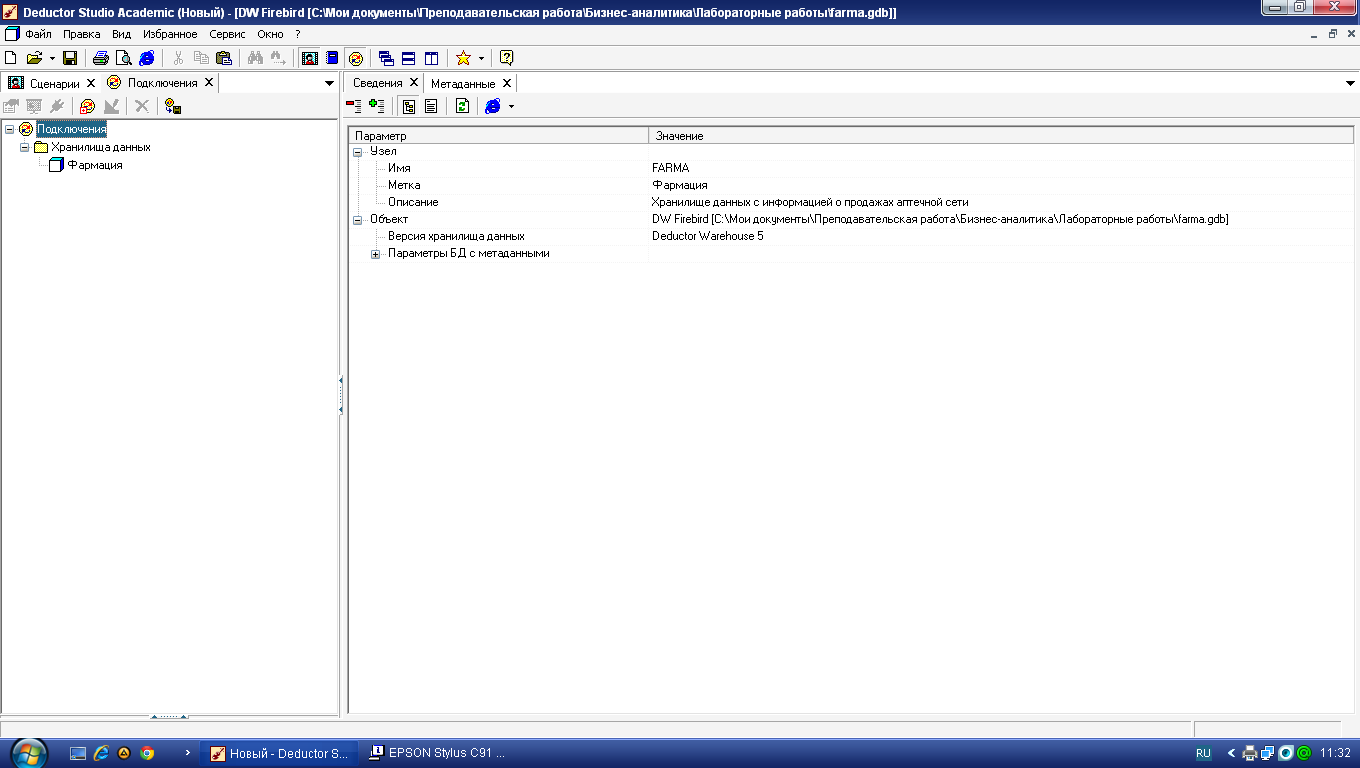 Deductor Studio Academic (Новый) - [DW Firebird [C:\Мои документы\Преподавательская работа\Бизнес-аналитика\Лабораторные работы\farma.gdb]]
Файл Правка Вид Избранное Сервис Окно ?
Сценарии Подключения Сведения Метаданные
Подключения
Хранилища данных
Фармация
Параметр Значение
Узел
Имя FARMA
Метка Фармация
Описание Хранилище данных с информацией о продажах аптечной сети
Объект DW Firebird [C:\Мои документы\Преподавательская работа\Бизнес-аналитика\Лабораторные работы\farma.gdb]
Версия хранилища данных Deductor Warehouse 5
Параметры БД с метаданными
Новый - Deductor S... EPSON Stylus C91 ... RU 11:32